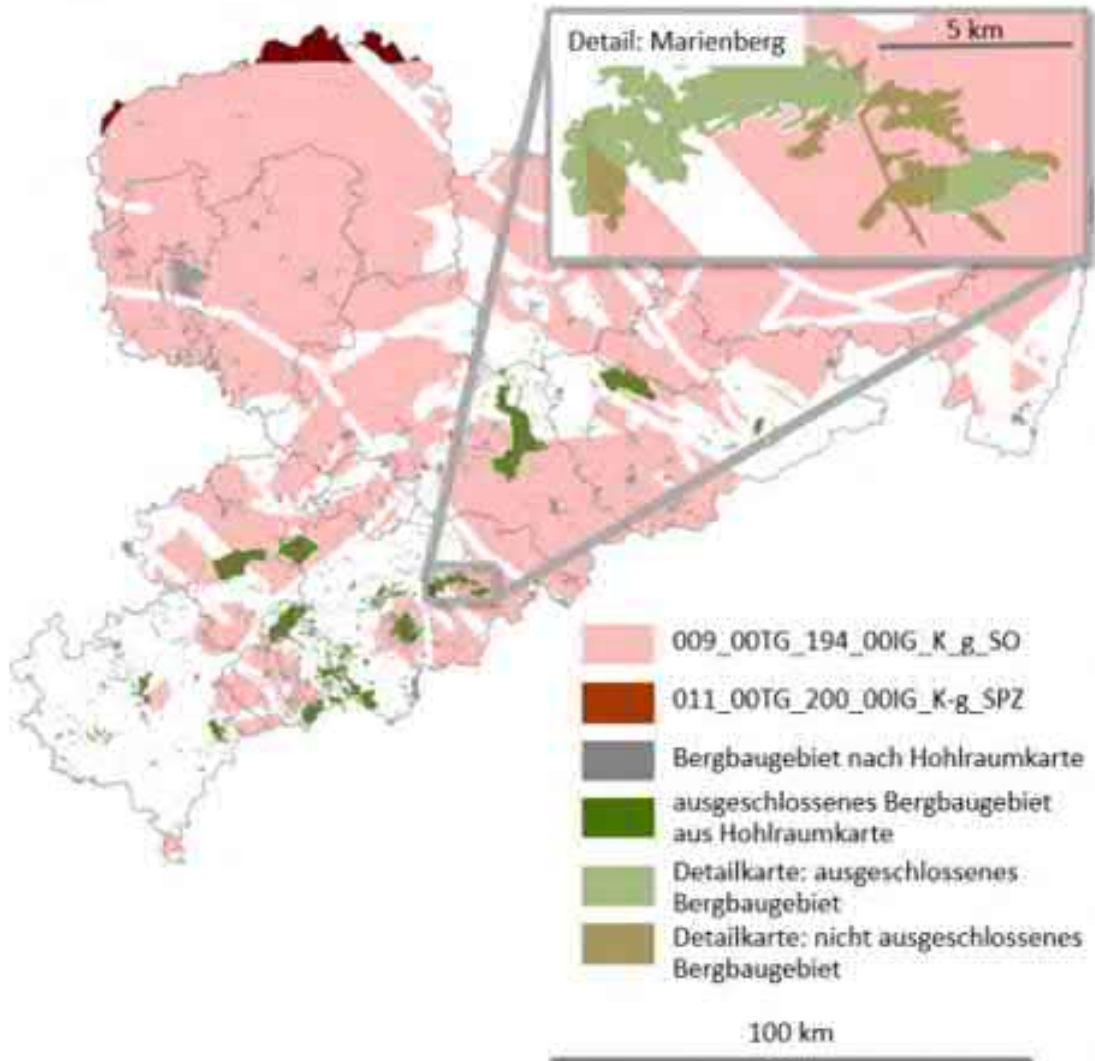 Detail: Marienberg
5 km
009_00TG_194_00IG_K_g_SO
011_00TG_200_00IG_K-g_SPZ
Bergbaugebiet nach Hohlraumkarte
ausgeschlossenes Bergbaugebiet
aus Hohlraumkarte
Detailkarte: ausgeschlossenes
Bergbaugebiet
Detailkarte: nicht ausgeschlossenes
Bergbaugebiet
100 km